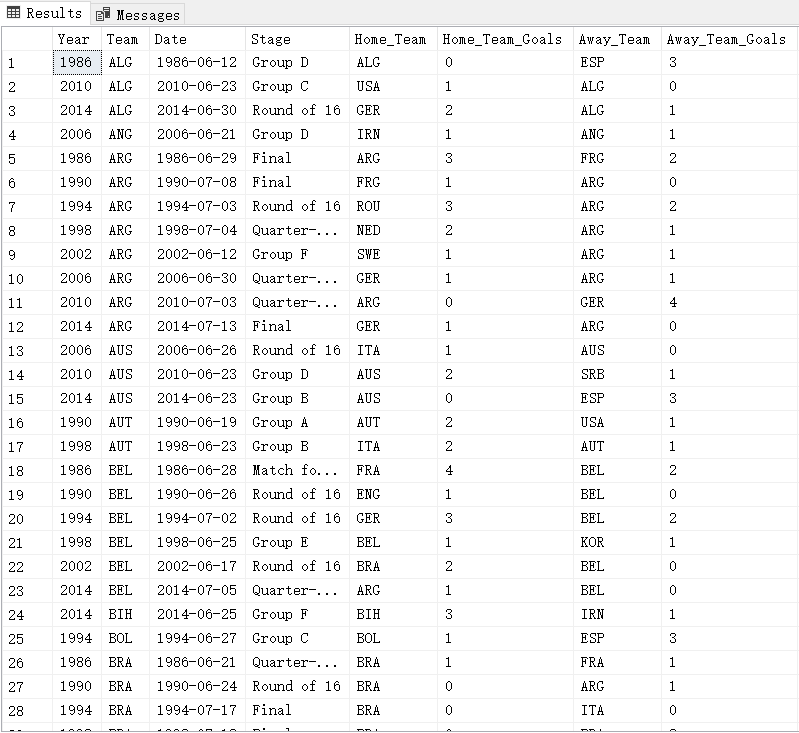 Results Messages
Year Team Date Stage Home_Team Home_Team_Goals Away_Team Away_Team_Goals
1 1986 ALG 1986-06-12 Group D ALG 0 ESP 3
2 2010 ALG 2010-06-23 Group C USA 1 ALG 0
3 2014 ALG 2014-06-30 Round of 16 GER 2 ALG 1
4 2006 ANG 2006-06-21 Group D IRN 1 ANG 1
5 1986 ARG 1986-06-29 Final ARG 3 FRG 2
6 1990 ARG 1990-07-08 Final FRG 1 ARG 0
7 1994 ARG 1994-07-03 Round of 16 ROU 3 ARG 2
8 1998 ARG 1998-07-04 Quarter-... NED 2 ARG 1
9 2002 ARG 2002-06-12 Group F SWE 1 ARG 1
10 2006 ARG 2006-06-30 Quarter-... GER 1 ARG 1
11 2010 ARG 2010-07-03 Quarter-... ARG 0 GER 4
12 2014 ARG 2014-07-13 Final GER 1 ARG 0
13 2006 AUS 2006-06-26 Round of 16 ITA 1 AUS 0
14 2010 AUS 2010-06-23 Group D AUS 2 SRB 1
15 2014 AUS 2014-06-23 Group B AUS 0 ESP 3
16 1990 AUT 1990-06-19 Group A AUT 2 USA 1
17 1998 AUT 1998-06-23 Group B ITA 2 AUT 1
18 1986 BEL 1986-06-28 Match fo... FRA 4 BEL 2
19 1990 BEL 1990-06-26 Round of 16 ENG 1 BEL 0
20 1994 BEL 1994-07-02 Round of 16 GER 3 BEL 2
21 1998 BEL 1998-06-25 Group E BEL 1 KOR 1
22 2002 BEL 2002-06-17 Round of 16 BRA 2 BEL 0
23 2014 BEL 2014-07-05 Quarter-... ARG 1 BEL 0
24 2014 BIH 2014-06-25 Group F BIH 3 IRN 1
25 1994 BOL 1994-06-27 Group C BOL 1 ESP 3
26 1986 BRA 1986-06-21 Quarter-... BRA 1 FRA 1
27 1990 BRA 1990-06-24 Round of 16 BRA 0 ARG 1
28 1994 BRA 1994-07-17 Final BRA 0 ITA 0